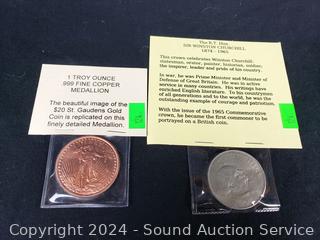 1 TROY OUNCE
.999 FINE COPPER
MEDALLION
The beautiful image of the
$20 St. Gaudens Gold
Coin is replicated on this
finely detailed Medallion.
The R.T. Hon
SIR WINSTON CHURCHILL
1874 - 1965
This crown celebrates Winston Churchill,
statesman, orator, painter, historian, soldier,
the inspirer, leader and pride of his country.
In war, he was Prime Minister and Minister of
Defense of Great Britain. He was in active
service in many countries. His writings have
enriched English literature. To his countrymen
of all generations and to the world, he was the
outstanding example of courage and patriotism.
With the issue of the 1965 Commemorative
crown, he became the first commoner to be
portrayed on a British coin.
Copyright 2024 - Sound Auction Service